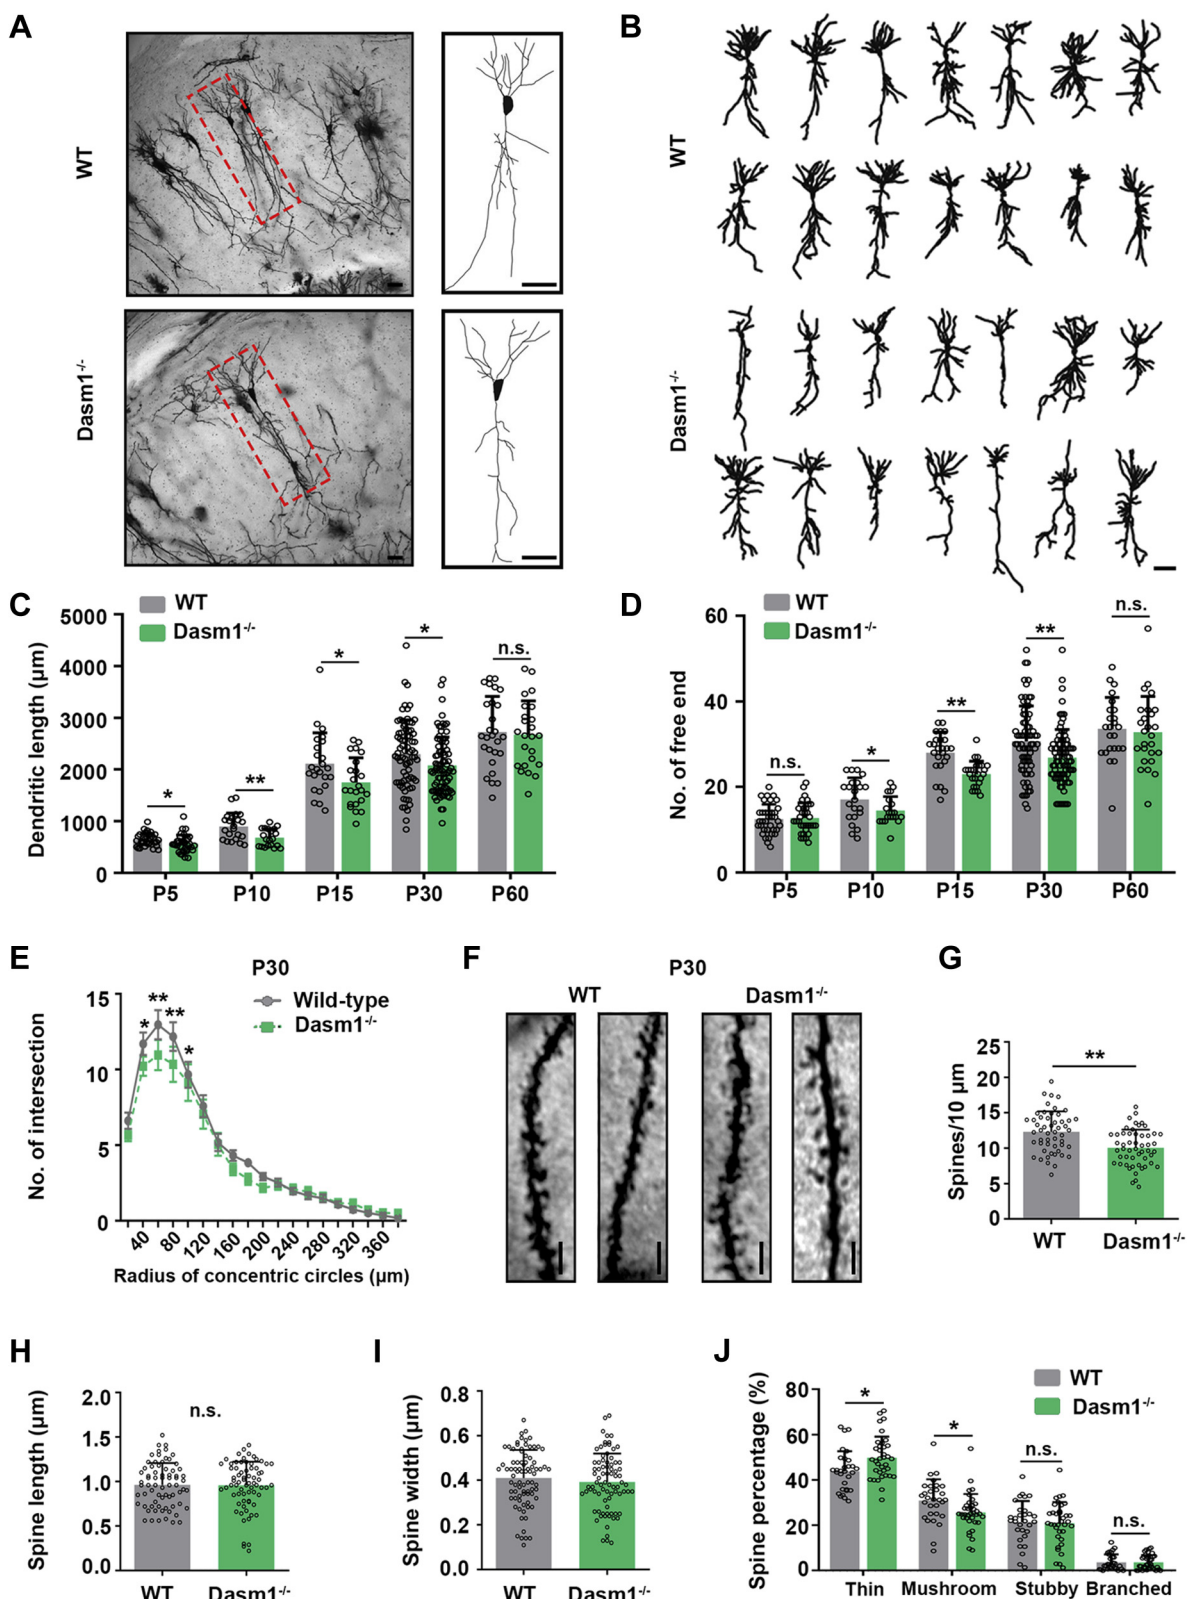 A
WT
Dasm1-/-
B
WT
Dasm1-/-
C
WT
Dasm1-/-
Dendritic length (μm)
5000
4000
3000
2000
1000
0
*
**
*
*
n.s.
P5 P10 P15 P30 P60
D
WT
Dasm1-/-
No. of free end
60
40
20
0
n.s.
*
**
**
n.s.
P5 P10 P15 P30 P60
E
P30
Wild-type
Dasm1-/-
No. of intersection
15
10
5
0
* ** ** *
40 80 120 160 200 240 280 320 360
Radius of concentric circles (μm)
F
P30
WT Dasm1-/-
G
Spines/10 μm
25
20
15
10
5
0
**
WT Dasm1-/-
H
Spine length (μm)
2.0
1.5
1.0
0.5
0.0
n.s.
WT Dasm1-/-
I
Spine width (μm)
0.8
0.6
0.4
0.2
0
WT Dasm1-/-
J
WT
Dasm1-/-
Spine percentage (%)
80
60
40
20
0
*
*
n.s.
n.s.
Thin Mushroom Stubby Branched